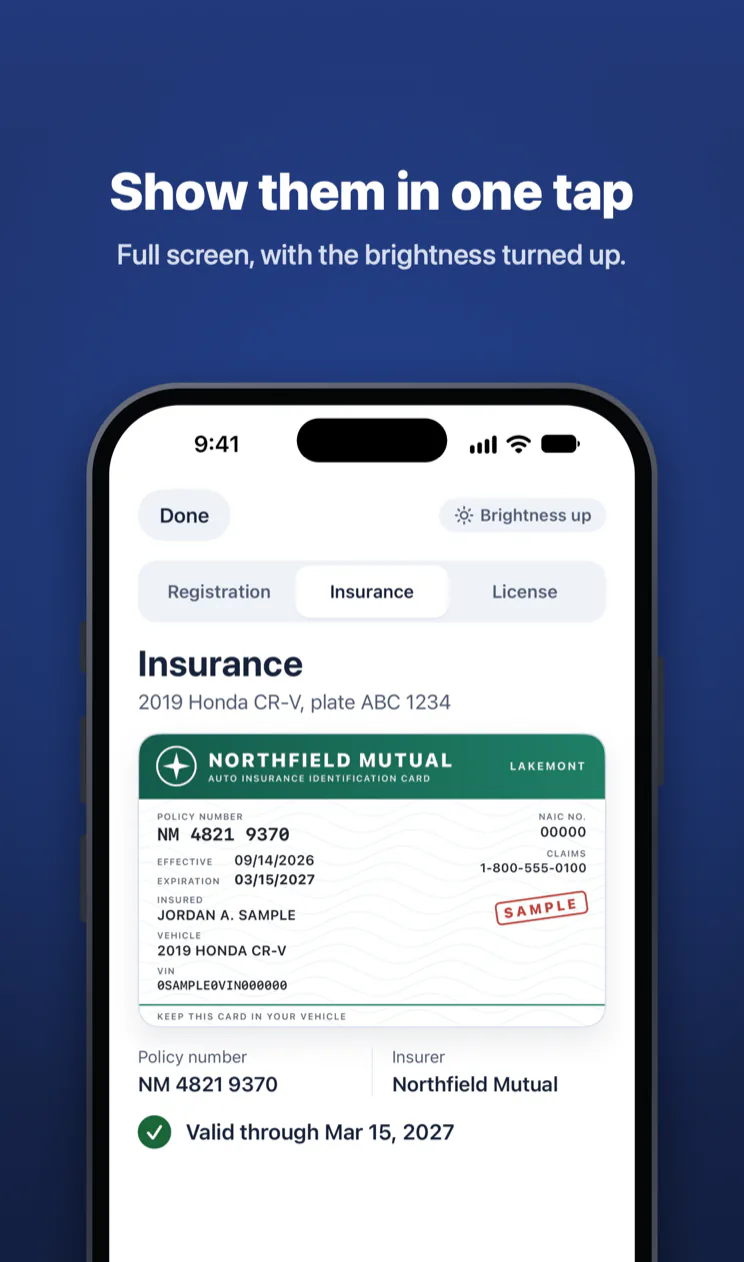 Show them in one tap
Full screen, with the brightness turned up.
9:41
Done
Brightness up
Registration
Insurance
License
Insurance
2019 Honda CR-V, plate ABC 1234
NORTHFIELD MUTUAL
AUTO INSURANCE IDENTIFICATION CARD
LAKEMONT
POLICY NUMBER
NM 4821 9370
EFFECTIVE 09/14/2026
EXPIRATION 03/15/2027
INSURED
JORDAN A. SAMPLE
VEHICLE
2019 HONDA CR-V
VIN
0SAMPLE0VIN000000
NAIC NO.
00000
CLAIMS
1-800-555-0100
SAMPLE
KEEP THIS CARD IN YOUR VEHICLE
Policy number
NM 4821 9370
Insurer
Northfield Mutual
Valid through Mar 15, 2027